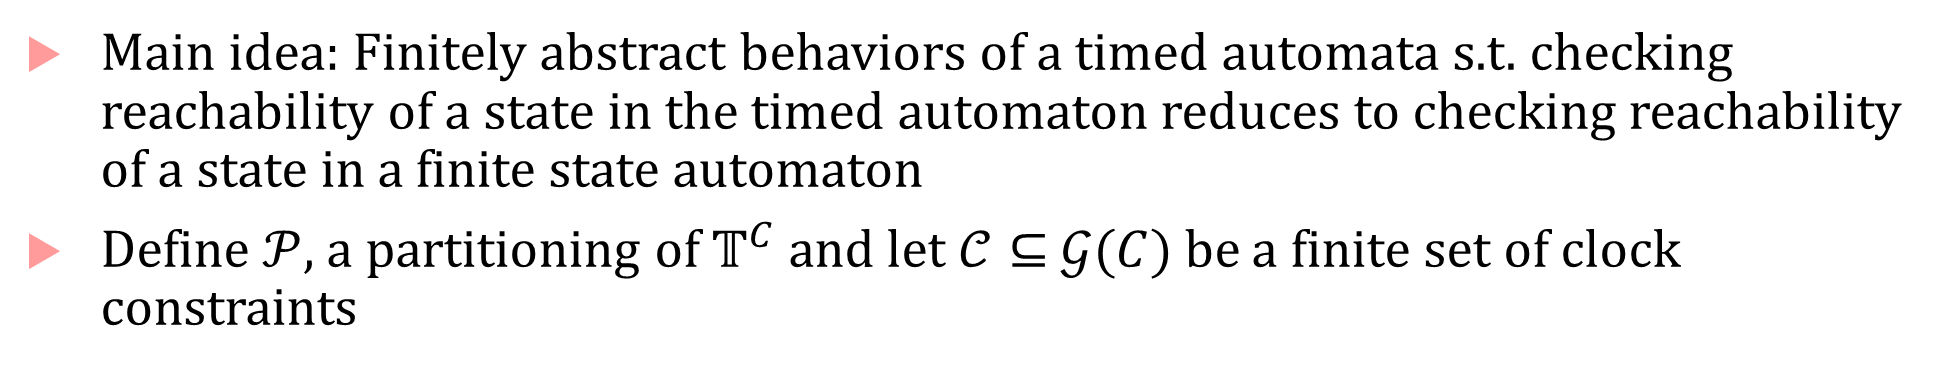 ▶ Main idea: Finitely abstract behaviors of a timed automata s.t. checking
reachability of a state in the timed automaton reduces to checking reachability
of a state in a finite state automaton
▶ Define 𝒫, a partitioning of 𝕋^C and let 𝒞 ⊆ 𝒢(C) be a finite set of clock
constraints